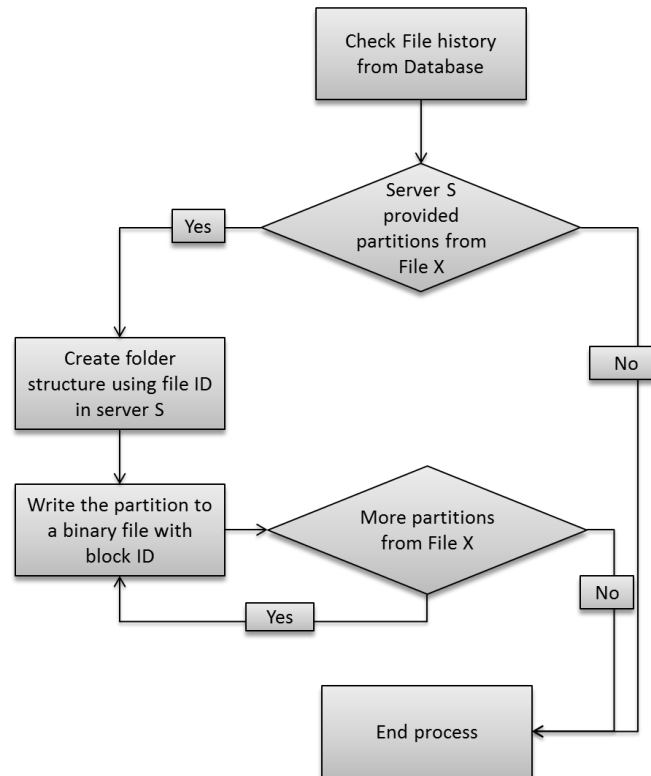 Check File history
from Database
Server S
provided
partitions from
File X
Yes
No
Create folder
structure using file ID
in server S
Write the partition to
a binary file with
block ID
More partitions
from File X
Yes
No
End process